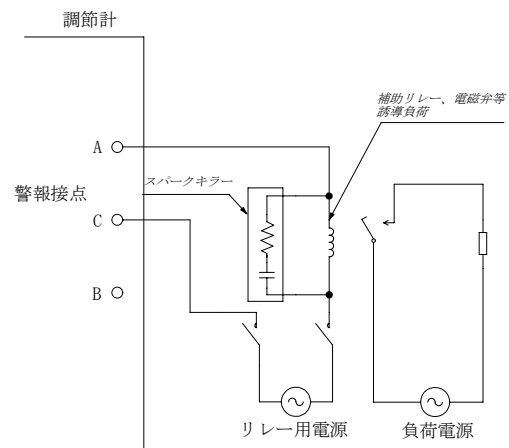 調節計
補助リレー、電磁弁等
誘導負荷
A
スパークキラー
警報接点
C
B
リレー用電源
負荷電源